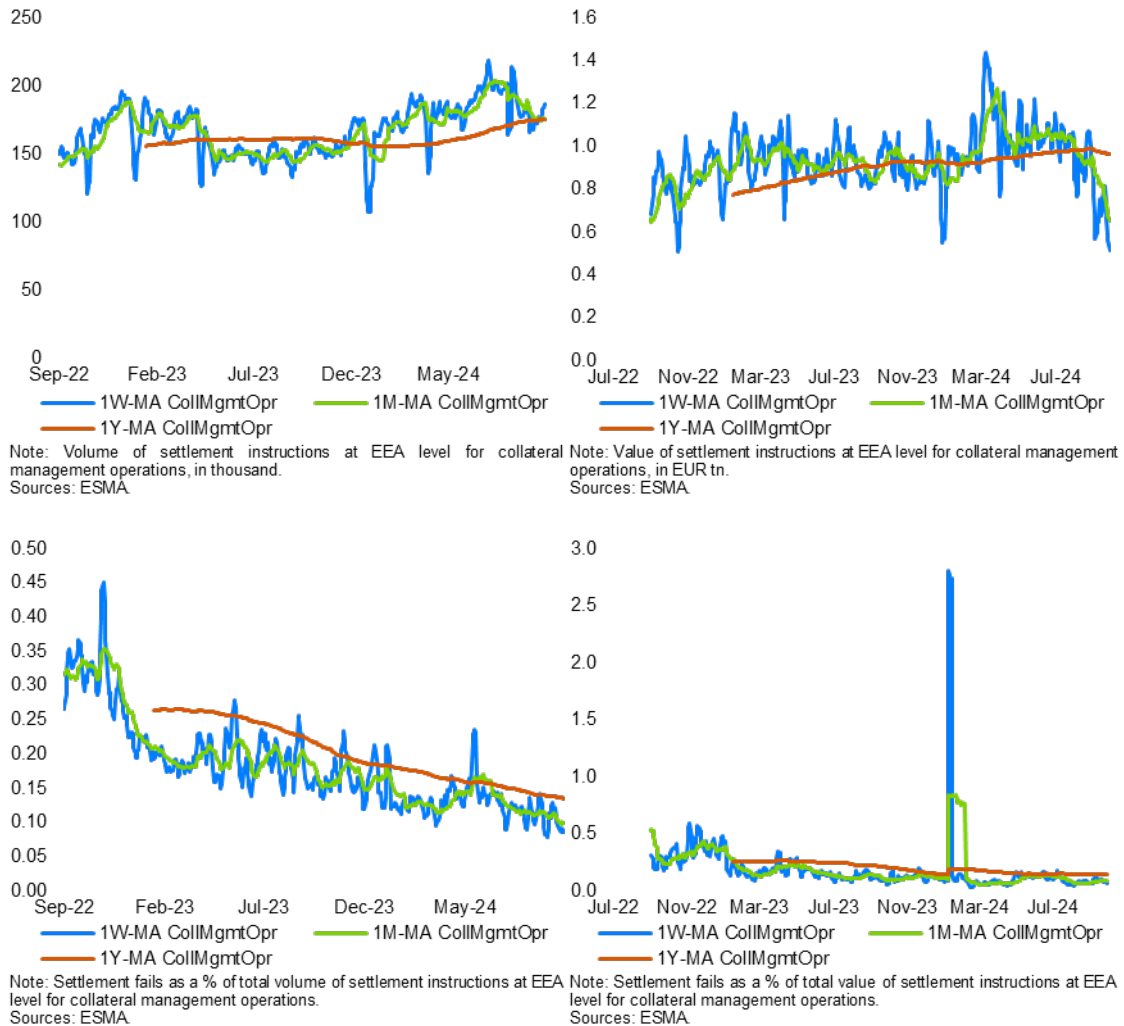 250
200
150
100
50
0
Sep-22 Feb-23 Jul-23 Dec-23 May-24
1W-MA CollMgmtOpr 1M-MA CollMgmtOpr
1Y-MA CollMgmtOpr
Note: Volume of settlement instructions at EEA level for collateral
management operations, in thousand.
Sources: ESMA.
1.6
1.4
1.2
1.0
0.8
0.6
0.4
0.2
0.0
Jul-22 Nov-22 Mar-23 Jul-23 Nov-23 Mar-24 Jul-24
1W-MA CollMgmtOpr 1M-MA CollMgmtOpr
1Y-MA CollMgmtOpr
Note: Value of settlement instructions at EEA level for collateral management
operations, in EUR tn.
Sources: ESMA.
0.50
0.45
0.40
0.35
0.30
0.25
0.20
0.15
0.10
0.05
0.00
Sep-22 Feb-23 Jul-23 Dec-23 May-24
1W-MA CollMgmtOpr 1M-MA CollMgmtOpr
1Y-MA CollMgmtOpr
Note: Settlement fails as a % of total volume of settlement instructions at EEA
level for collateral management operations.
Sources: ESMA.
3.0
2.5
2.0
1.5
1.0
0.5
0.0
Jul-22 Nov-22 Mar-23 Jul-23 Nov-23 Mar-24 Jul-24
1W-MA CollMgmtOpr 1M-MA CollMgmtOpr
1Y-MA CollMgmtOpr
Note: Settlement fails as a % of total value of settlement instructions at EEA
level for collateral management operations.
Sources: ESMA.